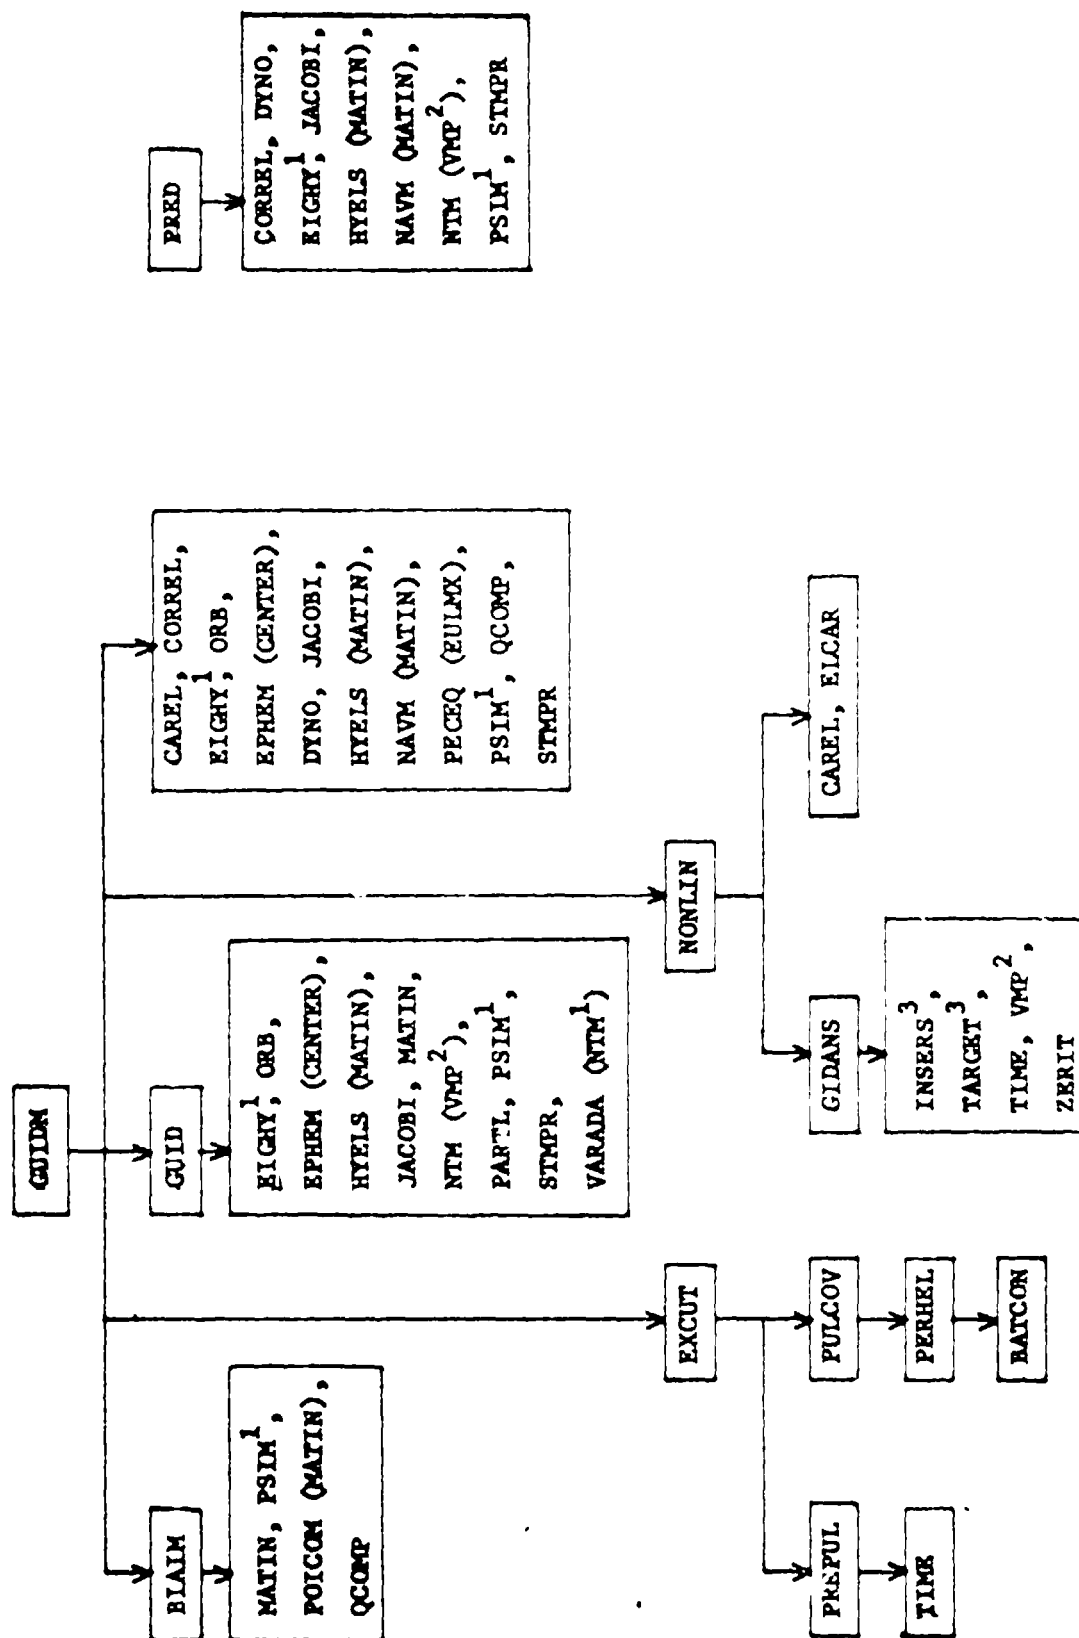 GUIDM
BIAIM
MATIN, PSIM¹,
POICOM (MATIN),
QCOMP
GUID
EIGHY¹, ORB,
EPHEM (CENTER),
HYELS (MATIN),
JACOBI, MATIN,
NTM (VMP²),
PARTL, PSIM¹,
STMPR,
VARADA (NTM¹)
CAREL, CORREL,
EIGHY¹, ORB,
EPHEM (CENTER),
DYNO, JACOBI,
HYELS (MATIN),
NAVM (MATIN),
PECEQ (EULMX),
PSIM¹, QCOMP,
STMPR
PRED
CORREL, DYNO,
EIGHY¹, JACOBI,
HYELS (MATIN),
NAVM (MATIN),
NTM (VMP²),
PSIM¹, STMPR
EXCUT
PREPUL
TIME
PULCOV
PERHEL
BATCON
NONLIN
GIDANS
INSERS³,
TARGET³,
TIME, VMP²,
ZERIT
CAREL, ELCAR